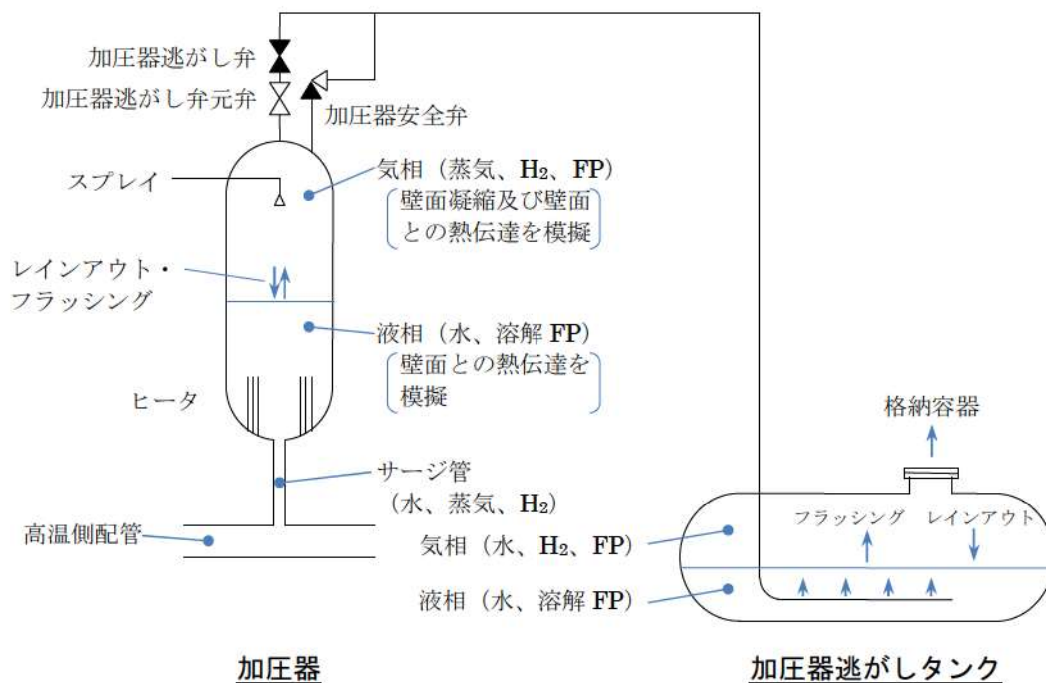 加圧器逃がし弁
加圧器逃がし弁元弁
加圧器安全弁
スプレイ
気相（蒸気、H₂、FP）
壁面凝縮及び壁面
との熱伝達を模擬
レインアウト・
フラッシング
液相（水、溶解 FP）
壁面との熱伝達を
模擬
ヒータ
サージ管
（水、蒸気、H₂）
高温側配管
格納容器
フラッシング
レインアウト
気相（水、H₂、FP）
液相（水、溶解 FP）
加圧器
加圧器逃がしタンク